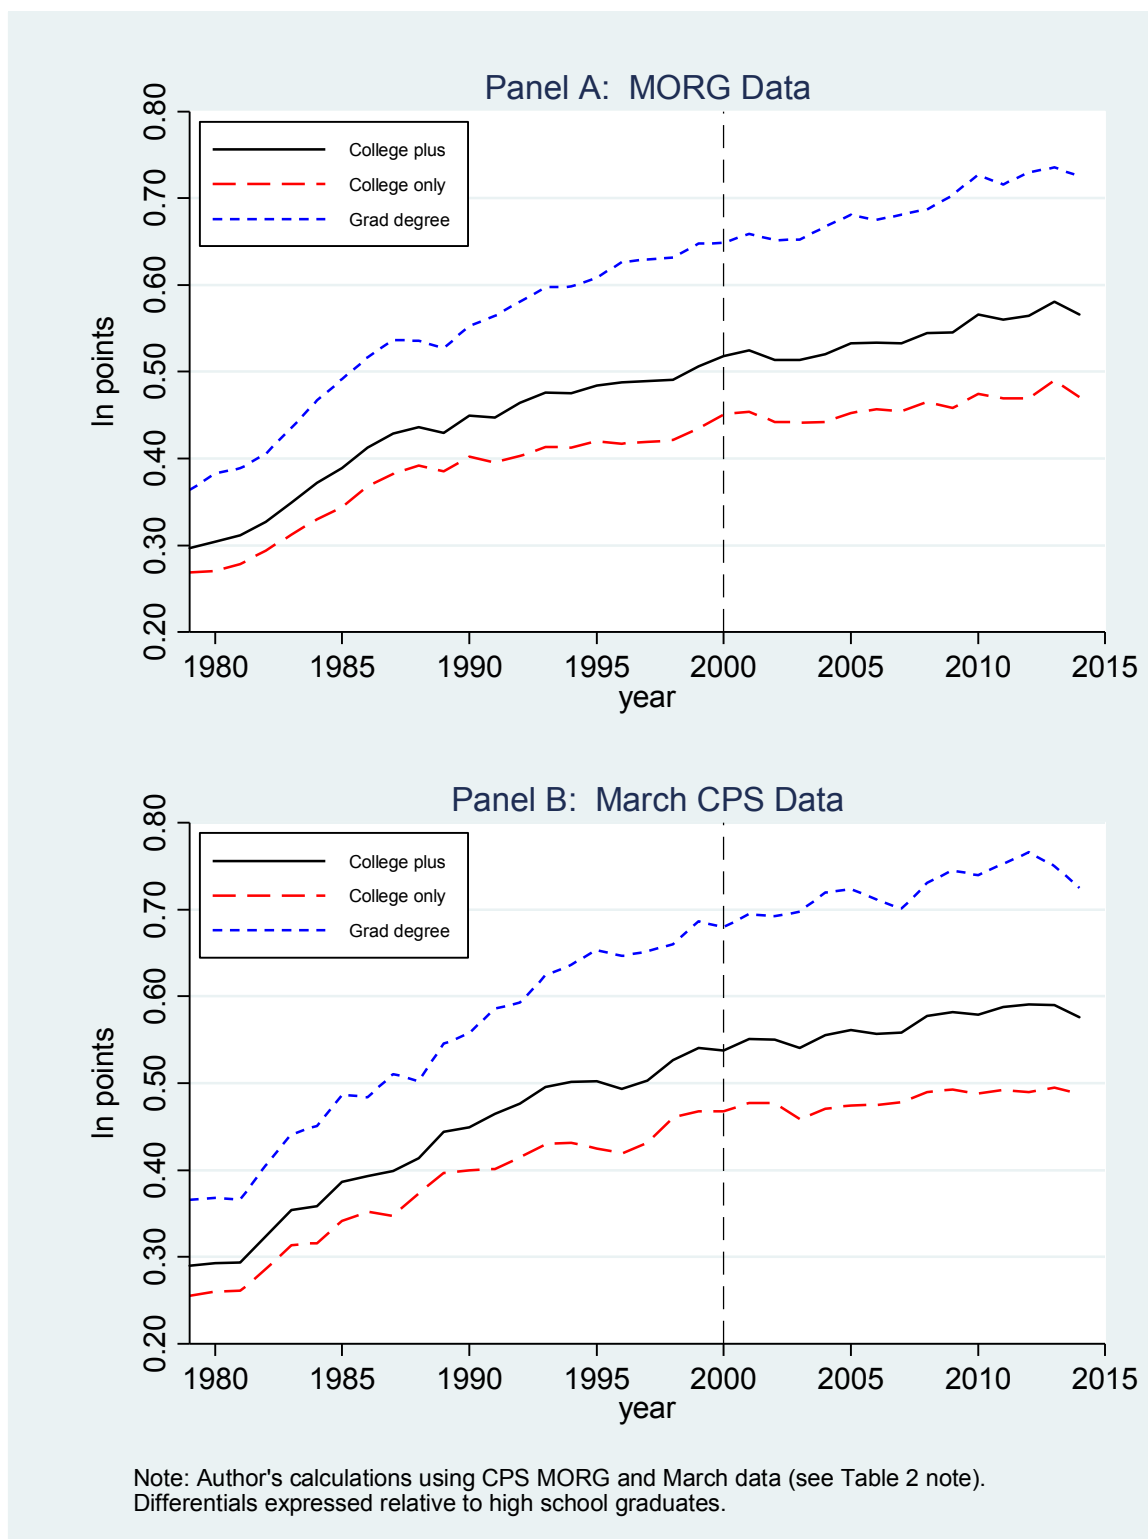 Panel A:  MORG Data
0.80
0.70
0.60
0.50
0.40
0.30
0.20
ln points
College plus
College only
Grad degree
1980 1985 1990 1995 2000 2005 2010 2015
year
Panel B:  March CPS Data
0.80
0.70
0.60
0.50
0.40
0.30
0.20
ln points
College plus
College only
Grad degree
1980 1985 1990 1995 2000 2005 2010 2015
year
Note: Author's calculations using CPS MORG and March data (see Table 2 note).
Differentials expressed relative to high school graduates.